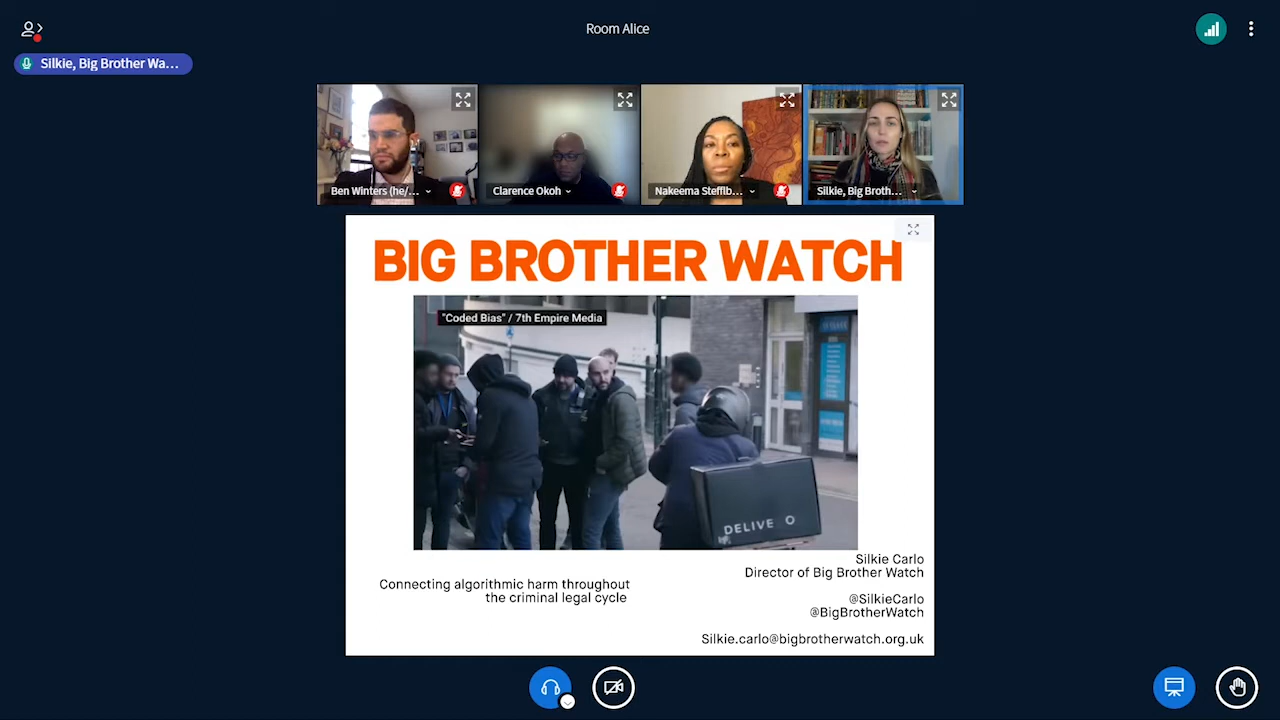 Room Alice
Silkie, Big Brother Wa...
Ben Winters (he/...
Clarence Okoh
Nakeema Stefflb...
Silkie, Big Broth...
BIG BROTHER WATCH
"Coded Bias" / 7th Empire Media
DELIVE O
Silkie Carlo
Director of Big Brother Watch
Connecting algorithmic harm throughout
the criminal legal cycle
@SilkieCarlo
@BigBrotherWatch
Silkie.carlo@bigbrotherwatch.org.uk